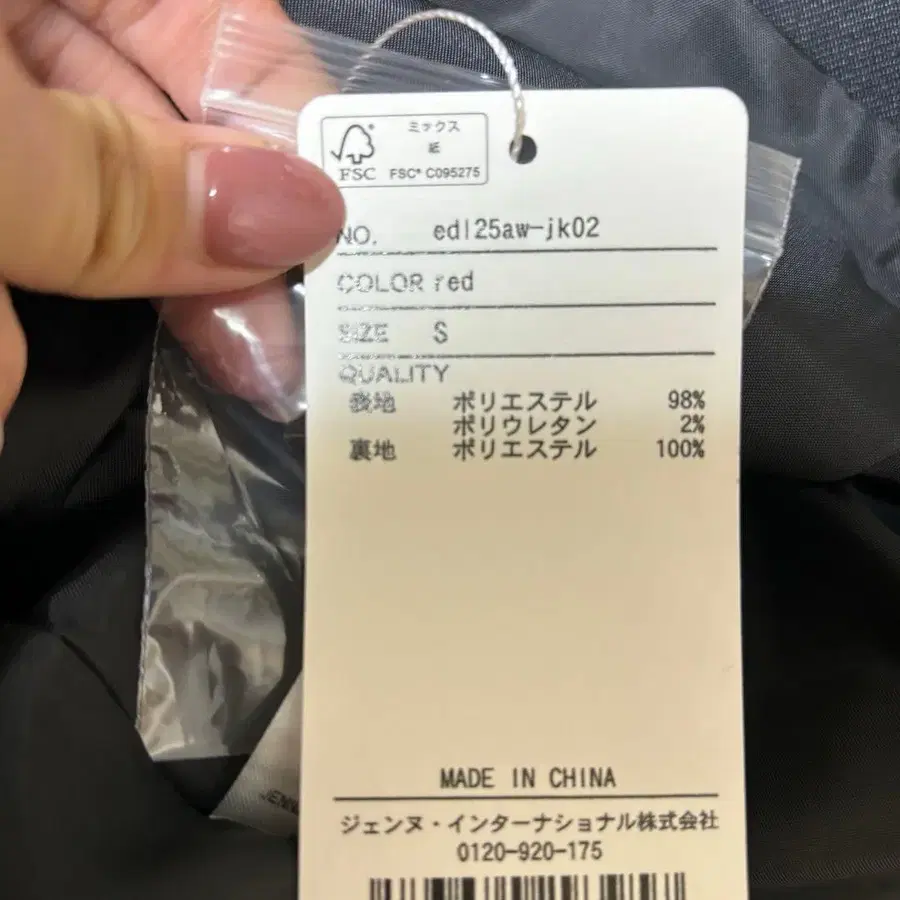 ミックス
紙
FSC® FSC® C095275
NO. edl25aw-jk02
COLOR red
SIZE S
QUALITY
表地 ポリエステル 98%
ポリウレタン 2%
裏地 ポリエステル 100%
MADE IN CHINA
ジェンヌ・インターナショナル株式会社
0120-920-175